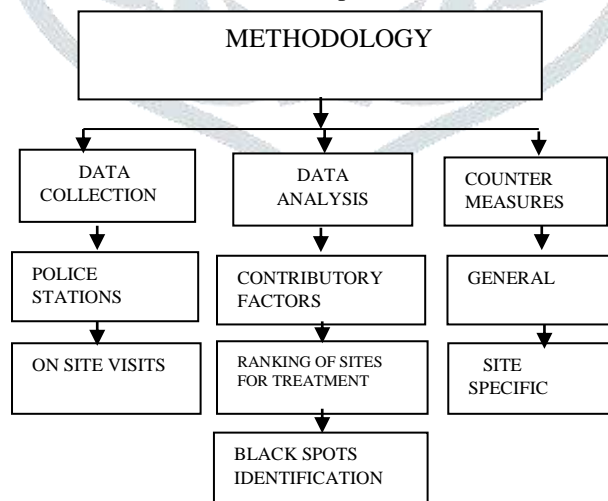 METHODOLOGY
DATA
COLLECTION
DATA
ANALYSIS
COUNTER
MEASURES
POLICE
STATIONS
CONTRIBUTORY
FACTORS
GENERAL
ON SITE VISITS
RANKING OF SITES
FOR TREATMENT
SITE
SPECIFIC
BLACK SPOTS
IDENTIFICATION